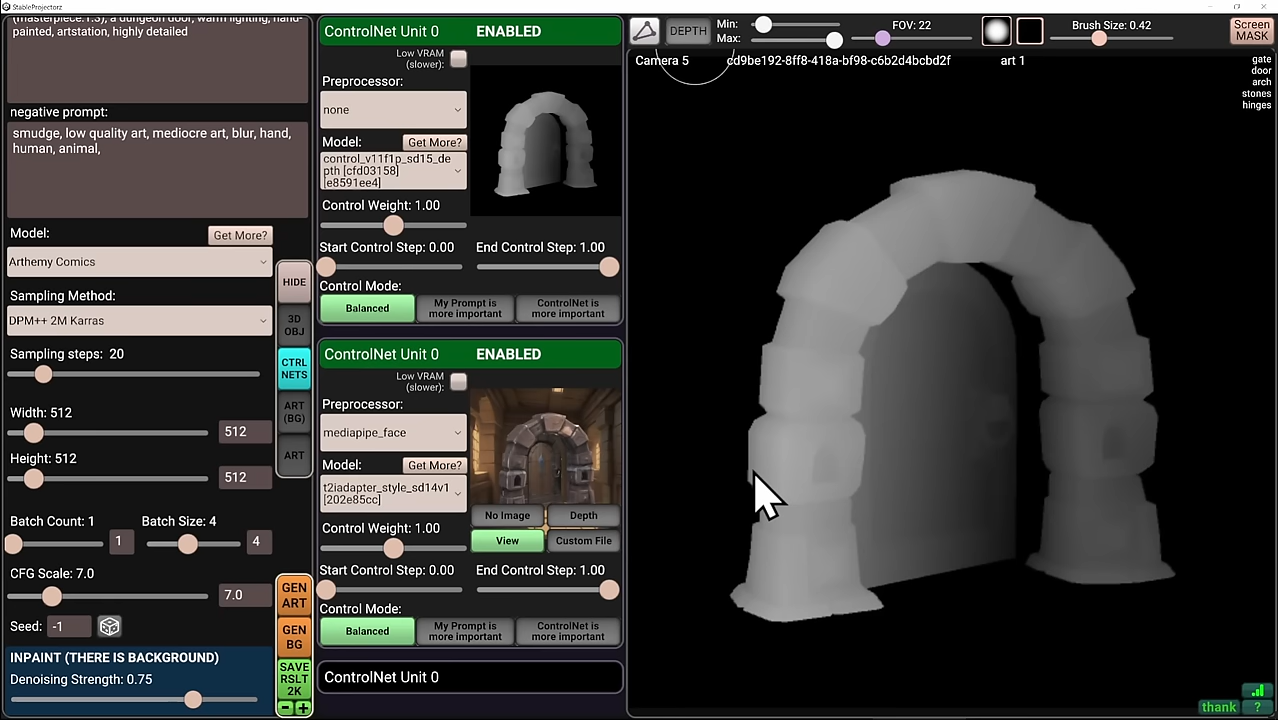 StableProjectorz
(masterpiece:1.3), a dungeon door, warm lighting, hand-
painted, artstation, highly detailed
negative prompt:
smudge, low quality art, mediocre art, blur, hand,
human, animal,
Model:
Get More?
Arthemy Comics
Sampling Method:
DPM++ 2M Karras
Sampling steps: 20
Width: 512
512
Height: 512
512
Batch Count: 1
Batch Size: 4
1
4
CFG Scale: 7.0
7.0
Seed:
-1
INPAINT (THERE IS BACKGROUND)
Denoising Strength: 0.75
HIDE
3D
OBJ
CTRL
NETS
ART
(BG)
ART
GEN
ART
GEN
BG
SAVE
RSLT
2K
ControlNet Unit 0
ENABLED
Low VRAM
(slower):
Preprocessor:
none
Model:
Get More?
control_v11f1p_sd15_de
pth [cfd03158]
[e8591ee4]
Control Weight: 1.00
Start Control Step: 0.00
End Control Step: 1.00
Control Mode:
Balanced
My Prompt is
more important
ControlNet is
more important
ControlNet Unit 0
ENABLED
Low VRAM
(slower):
Preprocessor:
mediapipe_face
Model:
Get More?
t2iadapter_style_sd14v1
[202e85cc]
No Image
Depth
View
Custom File
Control Weight: 1.00
Start Control Step: 0.00
End Control Step: 1.00
Control Mode:
Balanced
My Prompt is
more important
ControlNet is
more important
ControlNet Unit 0
DEPTH
Min:
Max:
FOV: 22
Brush Size: 0.42
Screen
MASK
Camera 5
cd9be192-8ff8-418a-bf98-c6b2d4bcbd2f
art 1
gate
door
arch
stones
hinges
thank
?